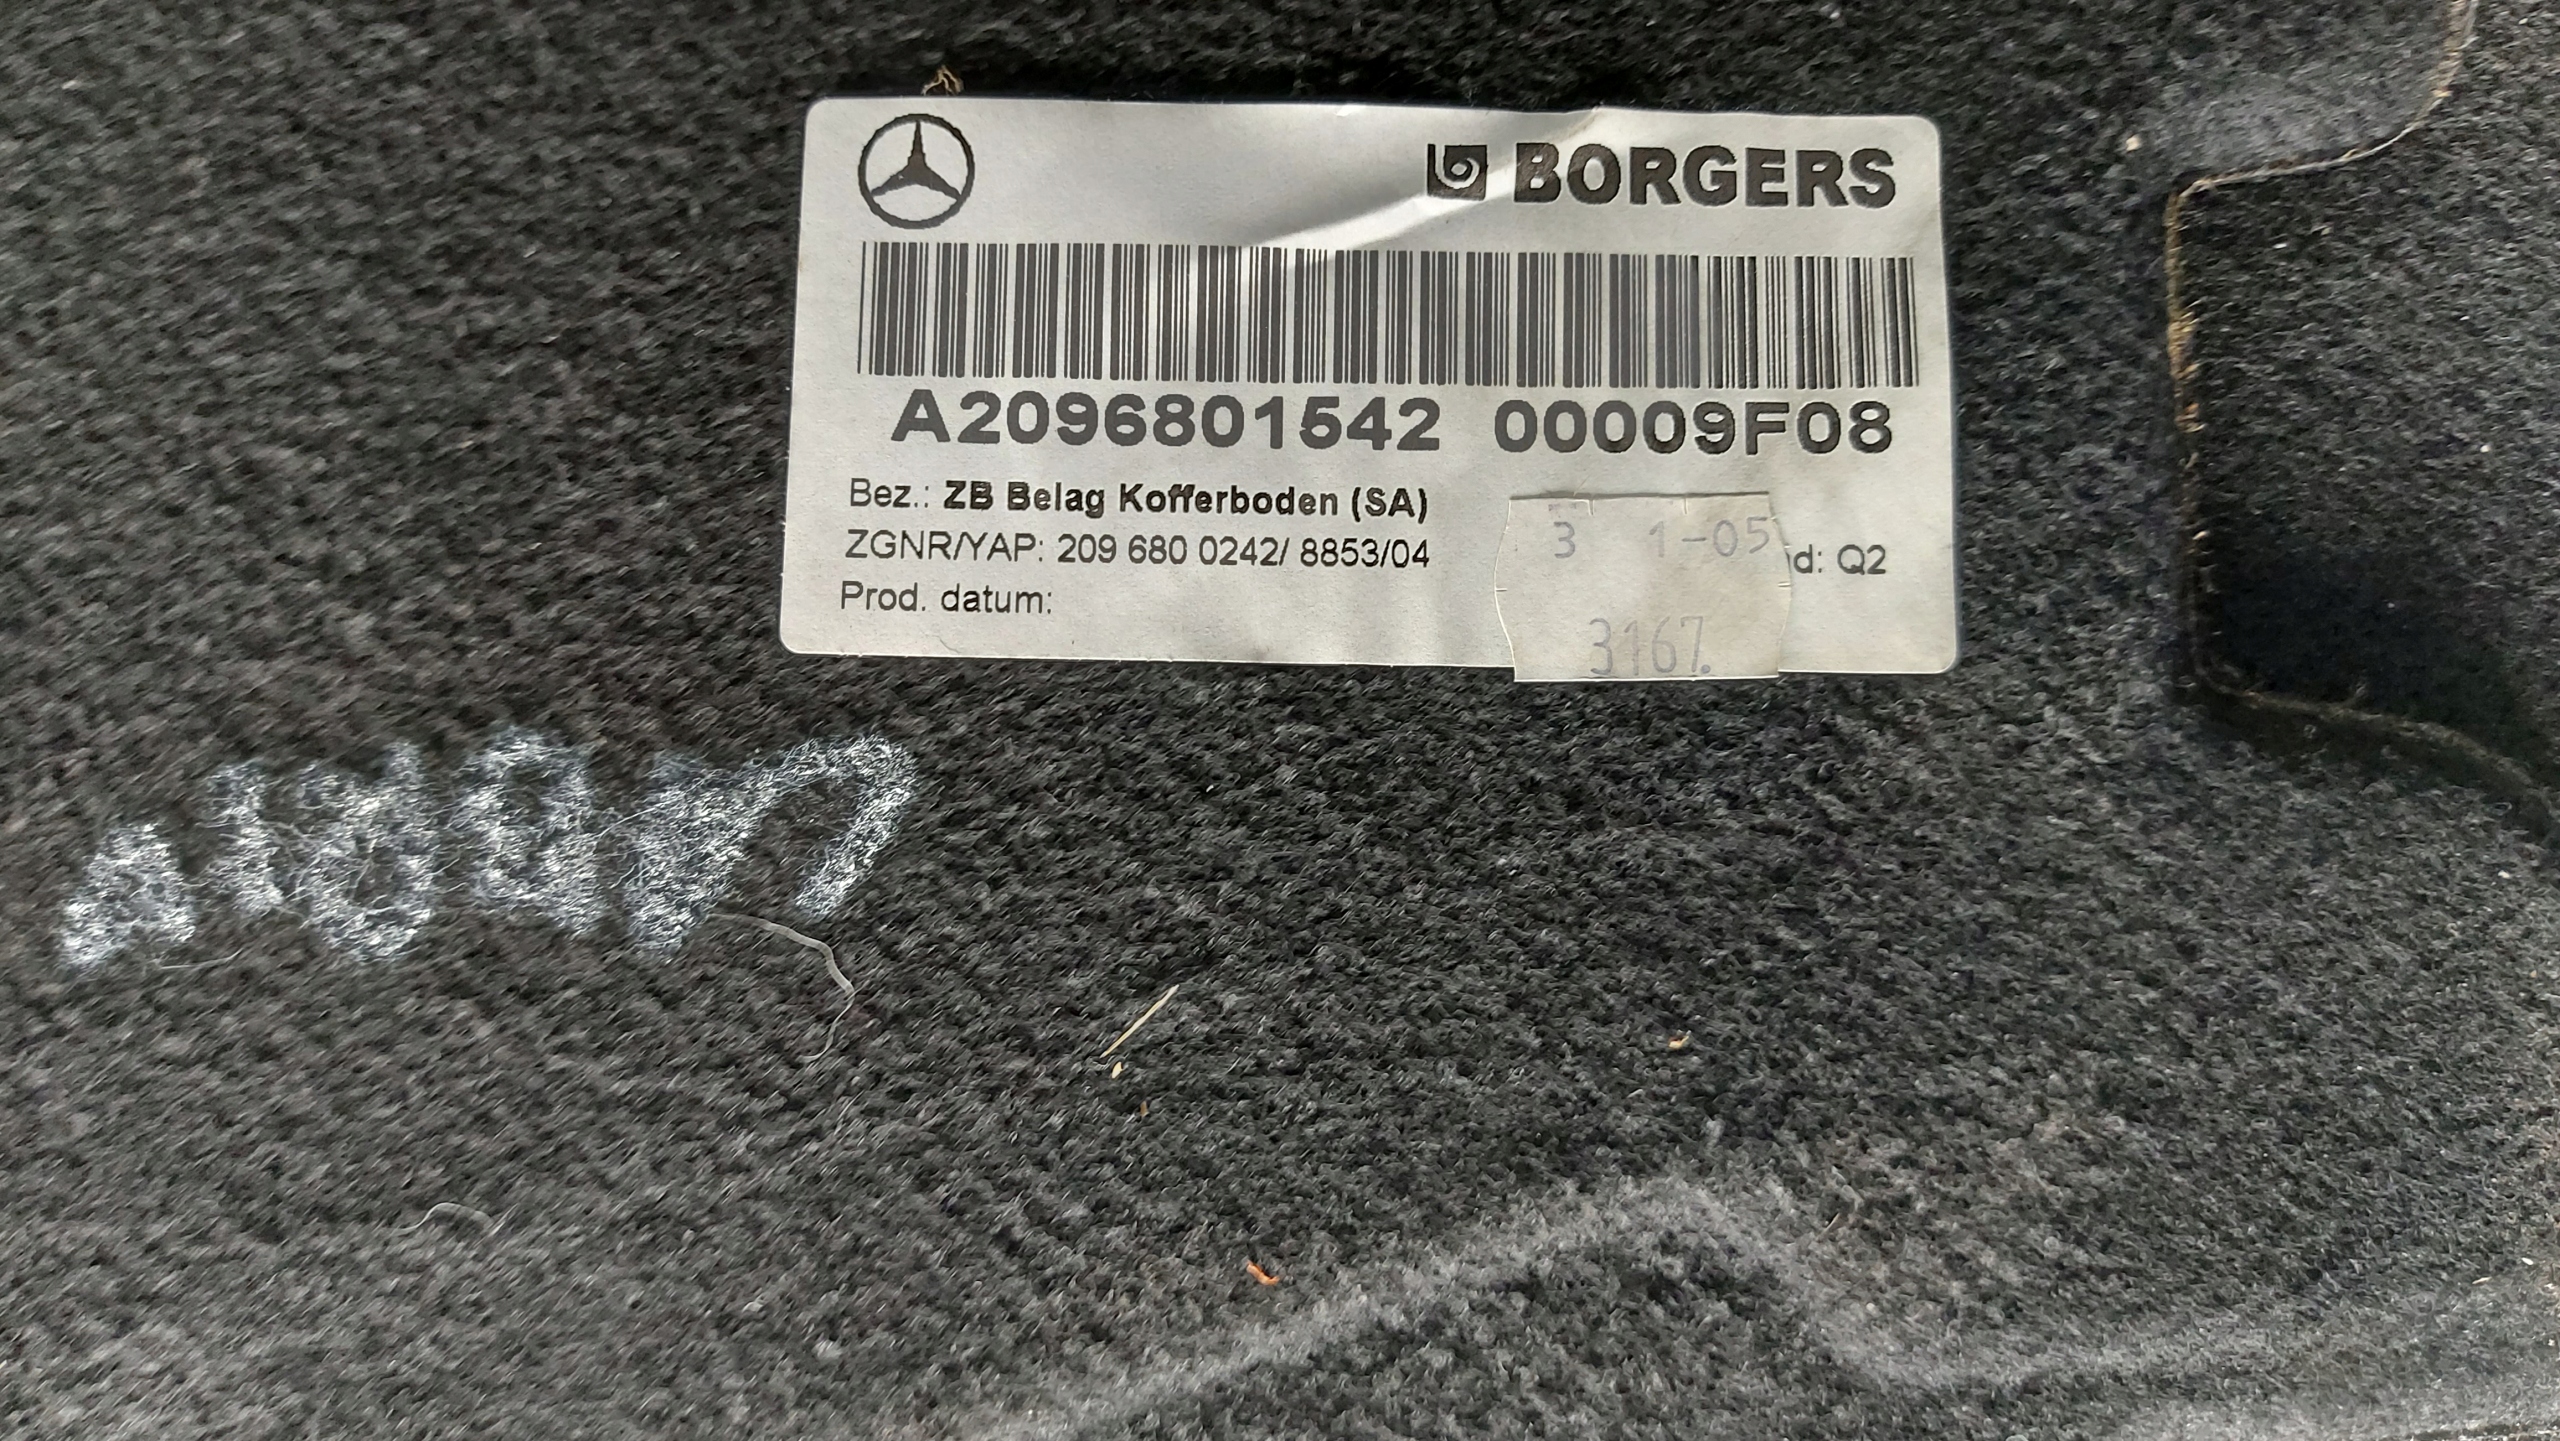 BORGERS
A2096801542 00009F08
Bez.: ZB Belag Kofferboden (SA)
ZGNR/YAP: 209 680 0242/ 8853/04
3 1-05
d: Q2
Prod. datum:
3167.